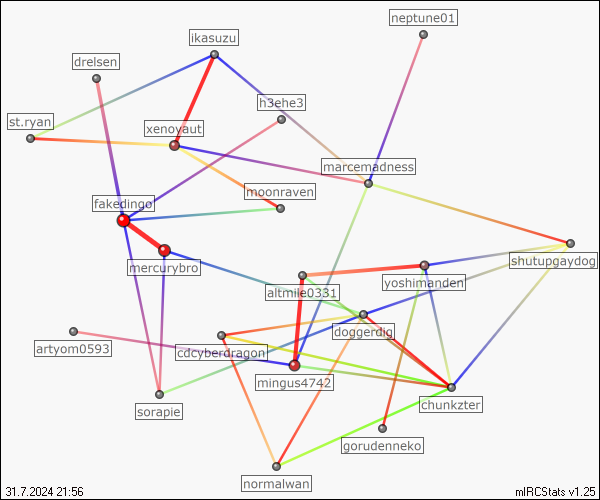 neptune01
ikasuzu
drelsen
h3ehe3
st.ryan
xenoyaut
marcemadness
moonraven
fakedingo
shutupgaydog
mercurybro
yoshimanden
altmile0331
doggerdig
artyom0593
cdcyberdragon
mingus4742
chunkzter
sorapie
gorudenneko
normalwan
31.7.2024 21:56
mIRCStats v1.25